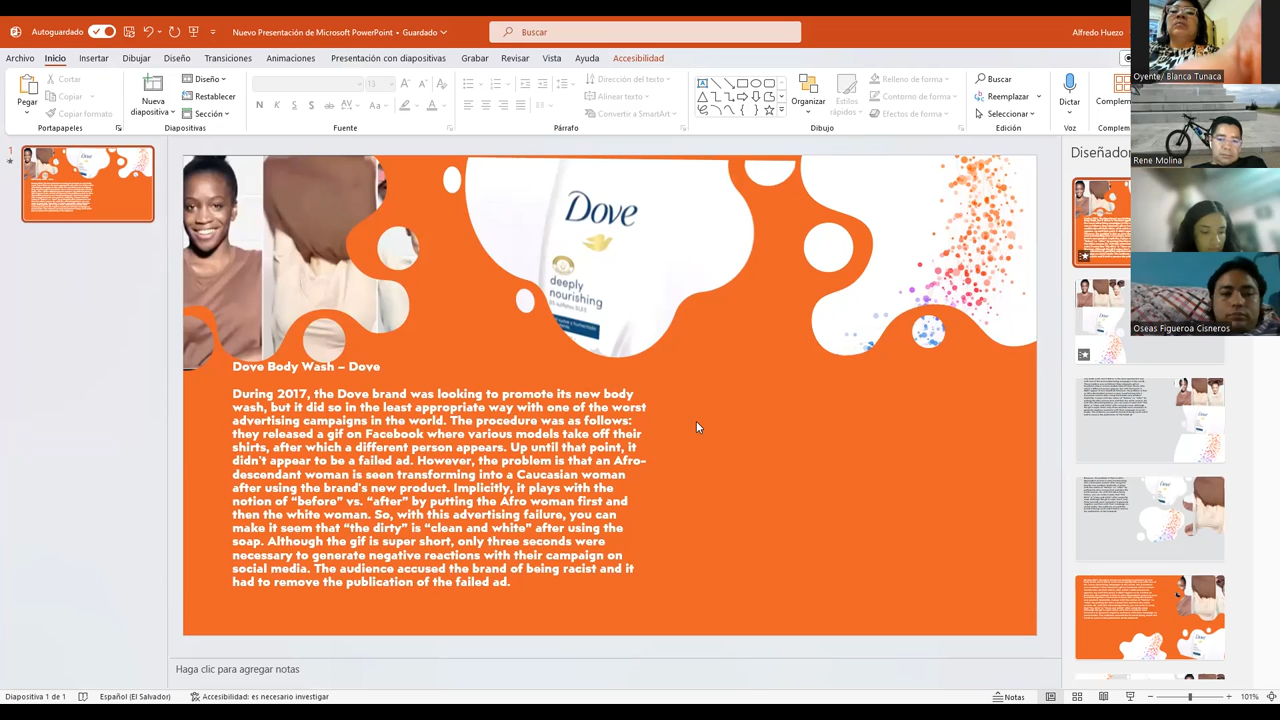 Autoguardado
Nuevo Presentación de Microsoft PowerPoint • Guardado
Buscar
Alfredo Huezo
Archivo Inicio Insertar Dibujar Diseño Transiciones Animaciones Presentación con diapositivas Grabar Revisar Vista Ayuda Accesibilidad
Pegar
Cortar
Copiar
Copiar formato
Portapapeles
Nueva
diapositiva
Diseño
Restablecer
Sección
Diapositivas
13
N K S S ab AV Aa
Fuente
Dirección del texto
Alinear texto
Convertir a SmartArt
Párrafo
Organizar
Estilos
rápidos
Relleno de forma
Contorno de forma
Efectos de forma
Dibujo
Buscar
Reemplazar
Seleccionar
Edición
Dictar
Voz
Complem
Complem
Oyente/ Blanca Tunaca
Rene Molina
Oseas Figueroa Cisneros
Diseñador
1
Dove
deeply
nourishing
Dove Body Wash – Dove
During 2017, the Dove brand was looking to promote its new body
wash, but it did so in the least appropriate way with one of the worst
advertising campaigns in the world. The procedure was as follows:
they released a gif on Facebook where various models take off their
shirts, after which a different person appears. Up until that point, it
didn't appear to be a failed ad. However, the problem is that an Afro-
descendant woman is seen transforming into a Caucasian woman
after using the brand's new product. Implicitly, it plays with the
notion of “before” vs. “after” by putting the Afro woman first and
then the white woman. So, with this advertising failure, you can
make it seem that “the dirty” is “clean and white” after using the
soap. Although the gif is super short, only three seconds were
necessary to generate negative reactions with their campaign on
social media. The audience accused the brand of being racist and it
had to remove the publication of the failed ad.
Haga clic para agregar notas
Diapositiva 1 de 1 Español (El Salvador) Accesibilidad: es necesario investigar
Notas
101%